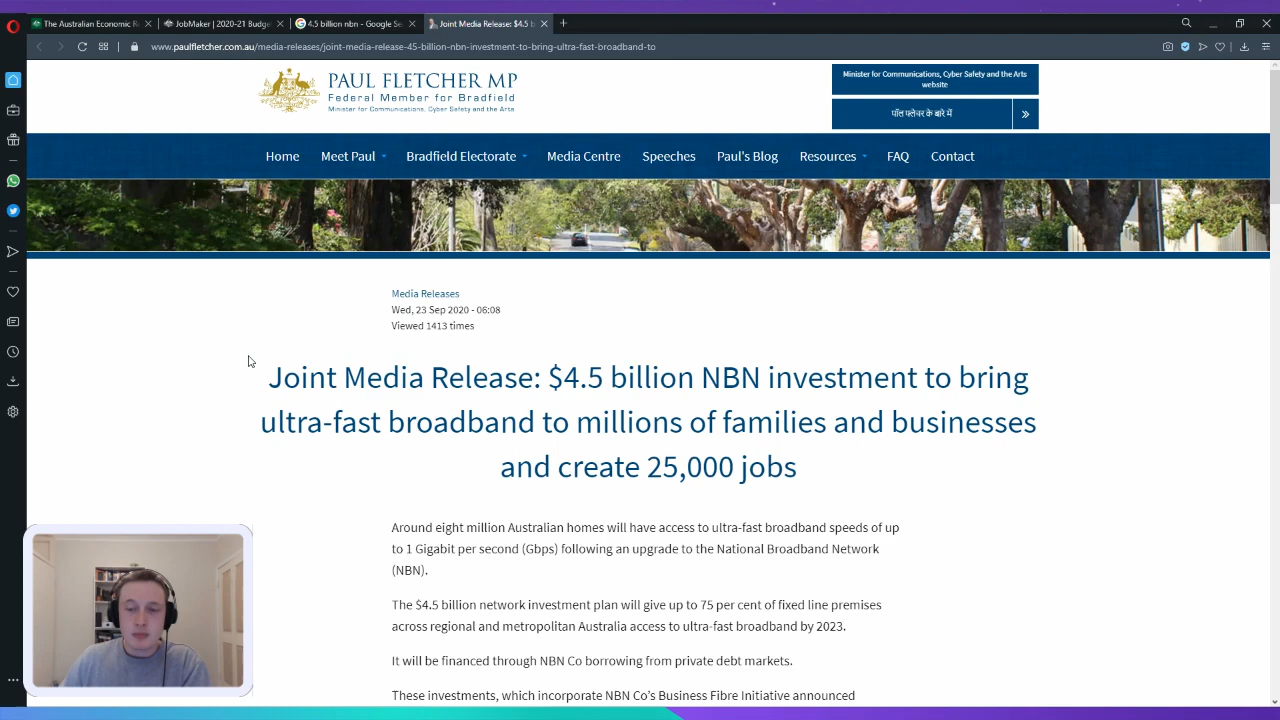 The Australian Economic R
JobMaker | 2020-21 Budge
4.5 billion nbn - Google Se
Joint Media Release: $4.5 b
www.paulfletcher.com.au/media-releases/joint-media-release-45-billion-nbn-investment-to-bring-ultra-fast-broadband-to
PAUL FLETCHER MP
Federal Member for Bradfield
Minister for Communications, Cyber Safety and the Arts
Minister for Communications, Cyber Safety and the Arts
website
पॉल फ्लेचर के बारे में
Home Meet Paul Bradfield Electorate Media Centre Speeches Paul's Blog Resources FAQ Contact
Media Releases
Wed, 23 Sep 2020 - 06:08
Viewed 1413 times
Joint Media Release: $4.5 billion NBN investment to bring
ultra-fast broadband to millions of families and businesses
and create 25,000 jobs
Around eight million Australian homes will have access to ultra-fast broadband speeds of up
to 1 Gigabit per second (Gbps) following an upgrade to the National Broadband Network
(NBN).
The $4.5 billion network investment plan will give up to 75 per cent of fixed line premises
across regional and metropolitan Australia access to ultra-fast broadband by 2023.
It will be financed through NBN Co borrowing from private debt markets.
These investments, which incorporate NBN Co's Business Fibre Initiative announced